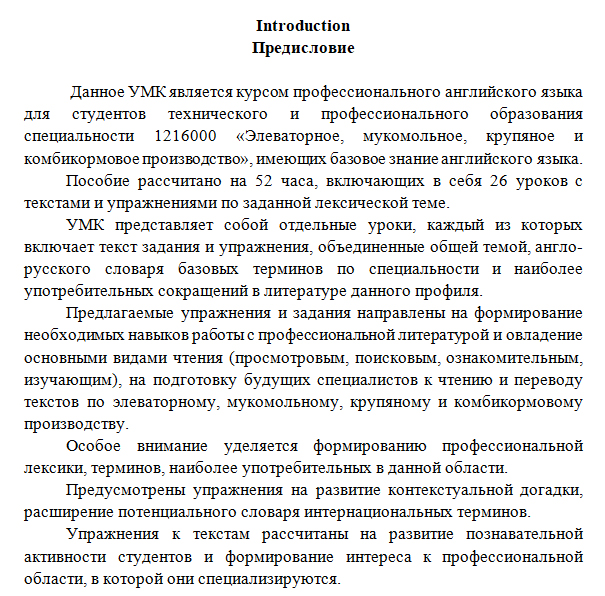 Introduction
Предисловие
Данное УМК является курсом профессионального английского языка
для студентов технического и профессионального образования
специальности 1216000 «Элеваторное, мукомольное, крупяное и
комбикормовое производство», имеющих базовое знание английского языка.
Пособие рассчитано на 52 часа, включающих в себя 26 уроков с
текстами и упражнениями по заданной лексической теме.
УМК представляет собой отдельные уроки, каждый из которых
включает текст задания и упражнения, объединенные общей темой, англо-
русского словаря базовых терминов по специальности и наиболее
употребительных сокращений в литературе данного профиля.
Предлагаемые упражнения и задания направлены на формирование
необходимых навыков работы с профессиональной литературой и овладение
основными видами чтения (просмотровым, поисковым, ознакомительным,
изучающим), на подготовку будущих специалистов к чтению и переводу
текстов по элеваторному, мукомольному, крупяному и комбикормовому
производству.
Особое внимание уделяется формированию профессиональной
лексики, терминов, наиболее употребительных в данной области.
Предусмотрены упражнения на развитие контекстуальной догадки,
расширение потенциального словаря интернациональных терминов.
Упражнения к текстам рассчитаны на развитие познавательной
активности студентов и формирование интереса к профессиональной
области, в которой они специализируются.